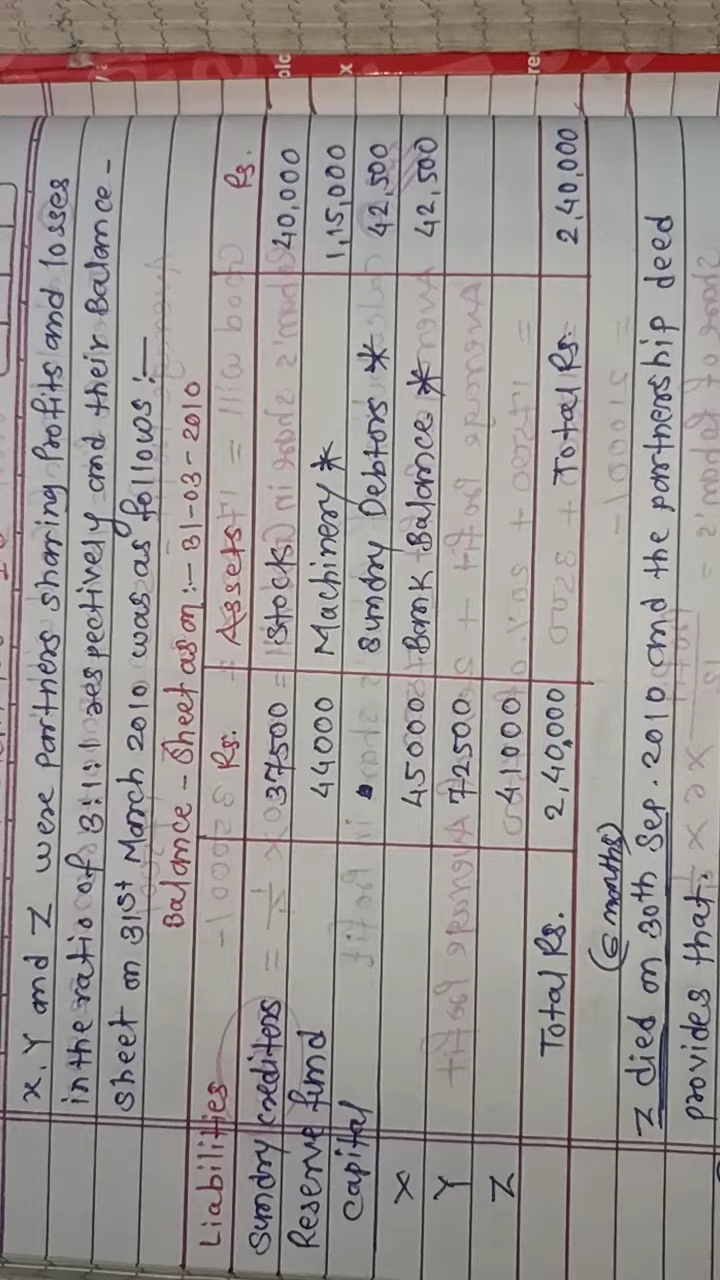 X, Y and Z were partners sharing profits and losses
in the ratio of 3:1:1 respectively and their Balance-
sheet on 31st March 2010 was as follows :-
Balance - Sheet as on :- 31-03-2010
Liabilities Rs. Assets Rs.
Sundry creditors 37500 Stock 40,000
Reserve fund 44000 Machinery * 1,15,000
Capital Sundry Debtors * 42,500
X 45000 Bank Balance * 42,500
Y 72500
Z 41000
Total Rs. 2,40,000 Total Rs. 2,40,000
(6 months)
Z died on 30th Sep. 2010 and the partnership deed
provides that.